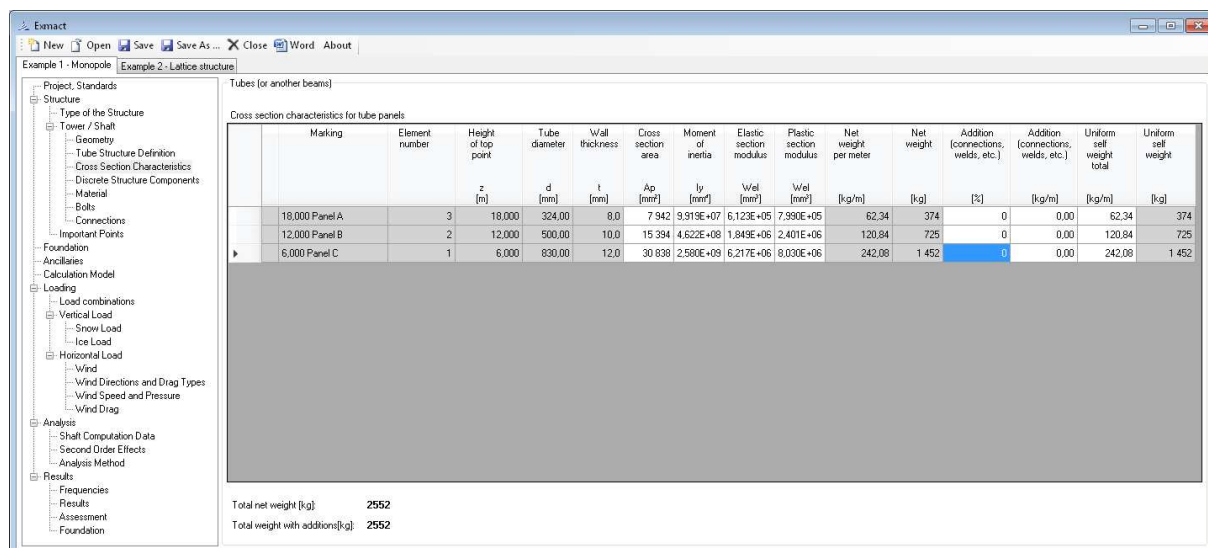 Exmact
New Open Save Save As ... Close Word About
Example 1 - Monopole Example 2 - Lattice structure
Project, Standards
Structure
Type of the Structure
Tower / Shaft
Geometry
Tube Structure Definition
Cross Section Characteristics
Discrete Structure Components
Material
Bolts
Connections
Important Points
Foundation
Ancillaries
Calculation Model
Loading
Load combinations
Vertical Load
Snow Load
Ice Load
Horizontal Load
Wind
Wind Directions and Drag Types
Wind Speed and Pressure
Wind Drag
Analysis
Shaft Computation Data
Second Order Effects
Analysis Method
Results
Frequencies
Results
Assessment
Foundation
Tubes (or another beams)
Cross section characteristics for tube panels
Marking Element Height Tube Wall Cross Moment Elastic Plastic Net Net Addition Addition Uniform Uniform
number of top diameter thickness section of section section weight weight (connections, (connections, self self
point area inertia modulus modulus per meter welds, etc.) welds, etc.) weight weight
total
z d t Ap Iy Wel Wel
[m] [mm] [mm] [mm²] [mm⁴] [mm³] [mm³] [kg/m] [kg] [%] [kg/m] [kg/m] [kg]
18,000 Panel A 3 18,000 324,00 8,0 7 942 9,919E+07 6,123E+05 7,990E+05 62,34 374 0 0,00 62,34 374
12,000 Panel B 2 12,000 500,00 10,0 15 394 4,622E+08 1,849E+06 2,401E+06 120,84 725 0 0,00 120,84 725
6,000 Panel C 1 6,000 830,00 12,0 30 838 2,580E+09 6,217E+06 8,030E+06 242,08 1 452 0 0,00 242,08 1 452
Total net weight [kg]: 2552
Total weight with additions[kg]: 2552